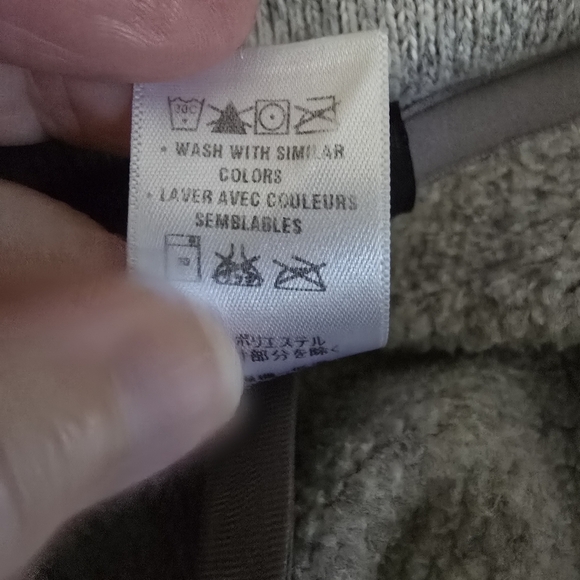 30C
• WASH WITH SIMILAR
COLORS
• LAVER AVEC COULEURS
SEMBLABLES
ポリエステル
部分を除く